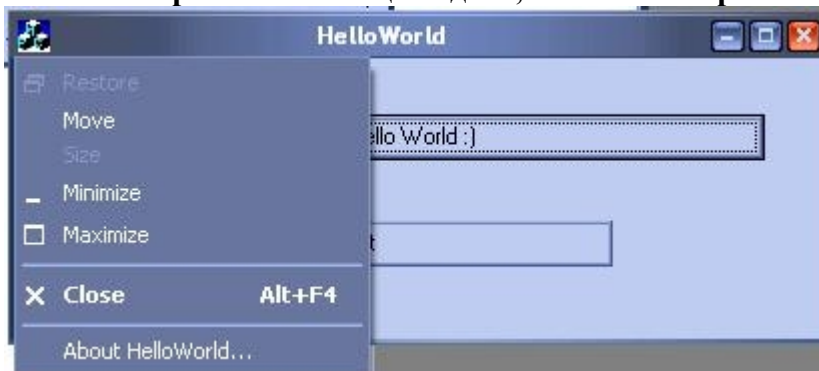 HelloWorld
Restore
Move
ello World :)
Size
Minimize
Maximize
t
Close Alt+F4
About HelloWorld...